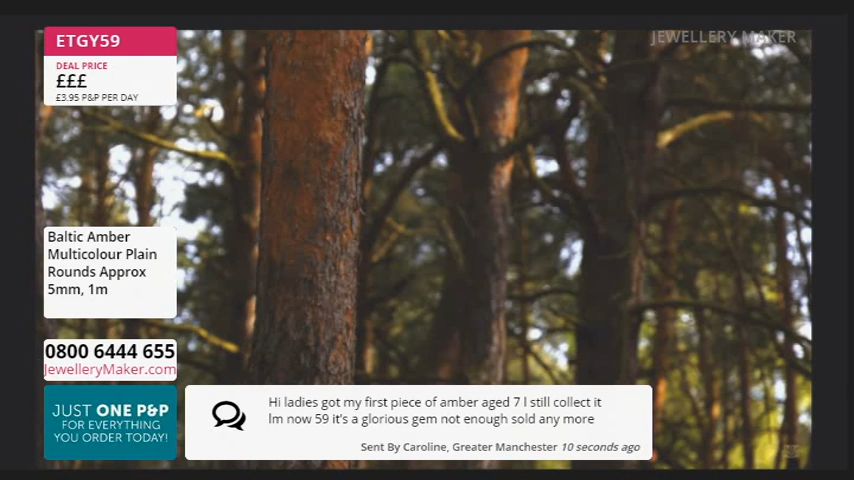 ETGY59
DEAL PRICE
£££
£3.95 P&P PER DAY
JEWELLERY MAKER
Baltic Amber
Multicolour Plain
Rounds Approx
5mm, 1m
0800 6444 655
JewelleryMaker.com
JUST ONE P&P
FOR EVERYTHING
YOU ORDER TODAY!
Hi ladies got my first piece of amber aged 7 I still collect it
Im now 59 it's a glorious gem not enough sold any more
Sent By Caroline, Greater Manchester 10 seconds ago